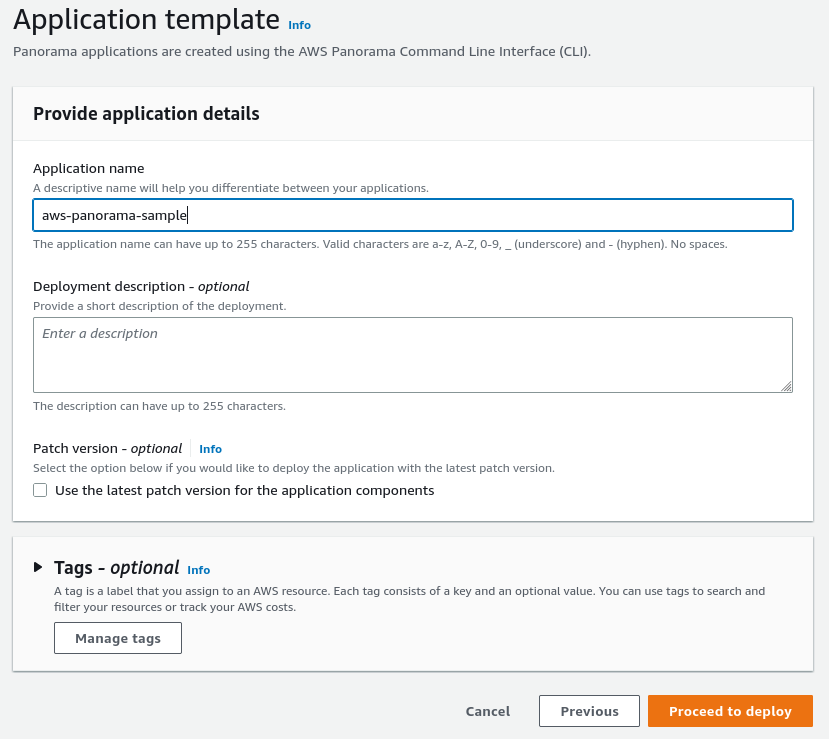 Application template Info
Panorama applications are created using the AWS Panorama Command Line Interface (CLI).
Provide application details
Application name
A descriptive name will help you differentiate between your applications.
aws-panorama-sample
The application name can have up to 255 characters. Valid characters are a-z, A-Z, 0-9, _ (underscore) and - (hyphen). No spaces.
Deployment description - optional
Provide a short description of the deployment.
Enter a description
The description can have up to 255 characters.
Patch version - optional Info
Select the option below if you would like to deploy the application with the latest patch version.
Use the latest patch version for the application components
Tags - optional Info
A tag is a label that you assign to an AWS resource. Each tag consists of a key and an optional value. You can use tags to search and
filter your resources or track your AWS costs.
Manage tags
Cancel Previous Proceed to deploy